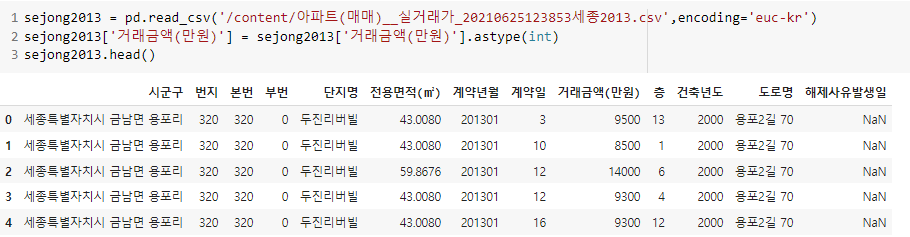 1 sejong2013 = pd.read_csv('/content/아파트(매매)__실거래가_20210625123853세종2013.csv',encoding='euc-kr')
2 sejong2013['거래금액(만원)'] = sejong2013['거래금액(만원)'].astype(int)
3 sejong2013.head()
시군구 번지 본번 부번 단지명 전용면적(㎡) 계약년월 계약일 거래금액(만원) 층 건축년도 도로명 해제사유발생일
0 세종특별자치시 금남면 용포리 320 320 0 두진리버빌 43.0080 201301 3 9500 13 2000 용포2길 70 NaN
1 세종특별자치시 금남면 용포리 320 320 0 두진리버빌 43.0080 201301 10 8500 1 2000 용포2길 70 NaN
2 세종특별자치시 금남면 용포리 320 320 0 두진리버빌 59.8676 201301 12 14000 6 2000 용포2길 70 NaN
3 세종특별자치시 금남면 용포리 320 320 0 두진리버빌 43.0080 201301 12 9300 4 2000 용포2길 70 NaN
4 세종특별자치시 금남면 용포리 320 320 0 두진리버빌 43.0080 201301 16 9300 12 2000 용포2길 70 NaN